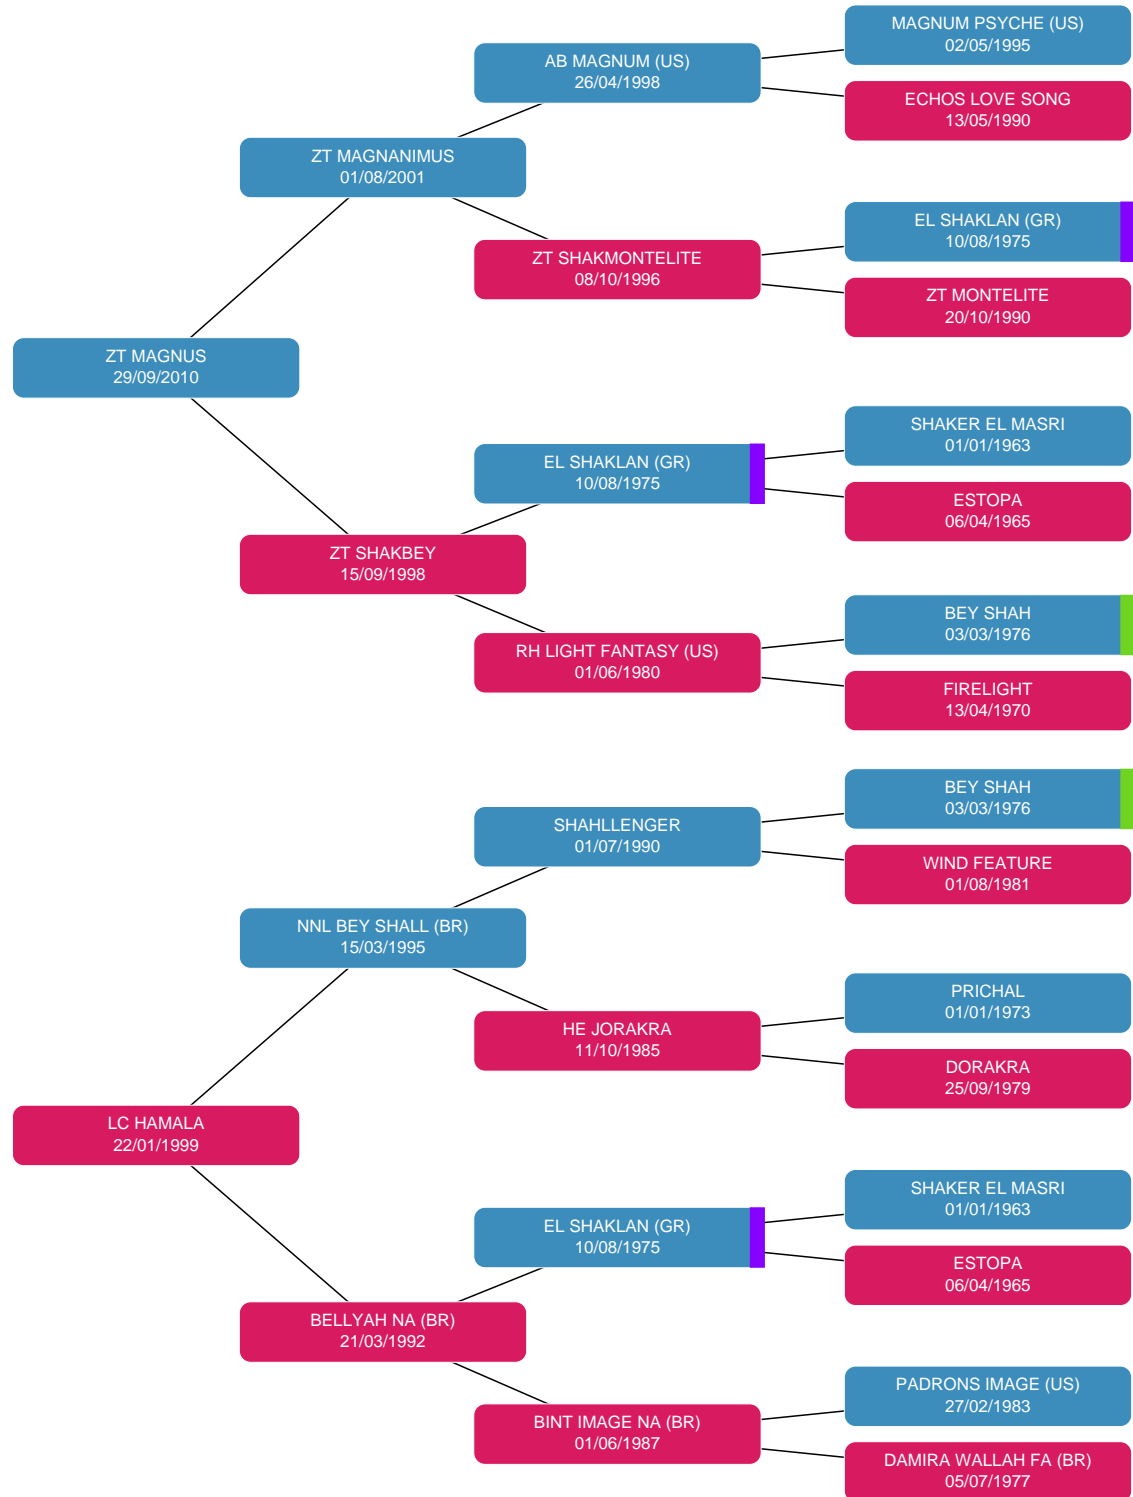 MAGNUM PSYCHE (US)
02/05/1995
AB MAGNUM (US)
26/04/1998
ECHOS LOVE SONG
13/05/1990
ZT MAGNANIMUS
01/08/2001
EL SHAKLAN (GR)
10/08/1975
ZT SHAKMONTELITE
08/10/1996
ZT MONTELITE
20/10/1990
ZT MAGNUS
29/09/2010
SHAKER EL MASRI
01/01/1963
EL SHAKLAN (GR)
10/08/1975
ESTOPA
06/04/1965
ZT SHAKBEY
15/09/1998
BEY SHAH
03/03/1976
RH LIGHT FANTASY (US)
01/06/1980
FIRELIGHT
13/04/1970
BEY SHAH
03/03/1976
SHAHLLENGER
01/07/1990
WIND FEATURE
01/08/1981
NNL BEY SHALL (BR)
15/03/1995
PRICHAL
01/01/1973
HE JORAKRA
11/10/1985
DORAKRA
25/09/1979
LC HAMALA
22/01/1999
SHAKER EL MASRI
01/01/1963
EL SHAKLAN (GR)
10/08/1975
ESTOPA
06/04/1965
BELLYAH NA (BR)
21/03/1992
PADRONS IMAGE (US)
27/02/1983
BINT IMAGE NA (BR)
01/06/1987
DAMIRA WALLAH FA (BR)
05/07/1977